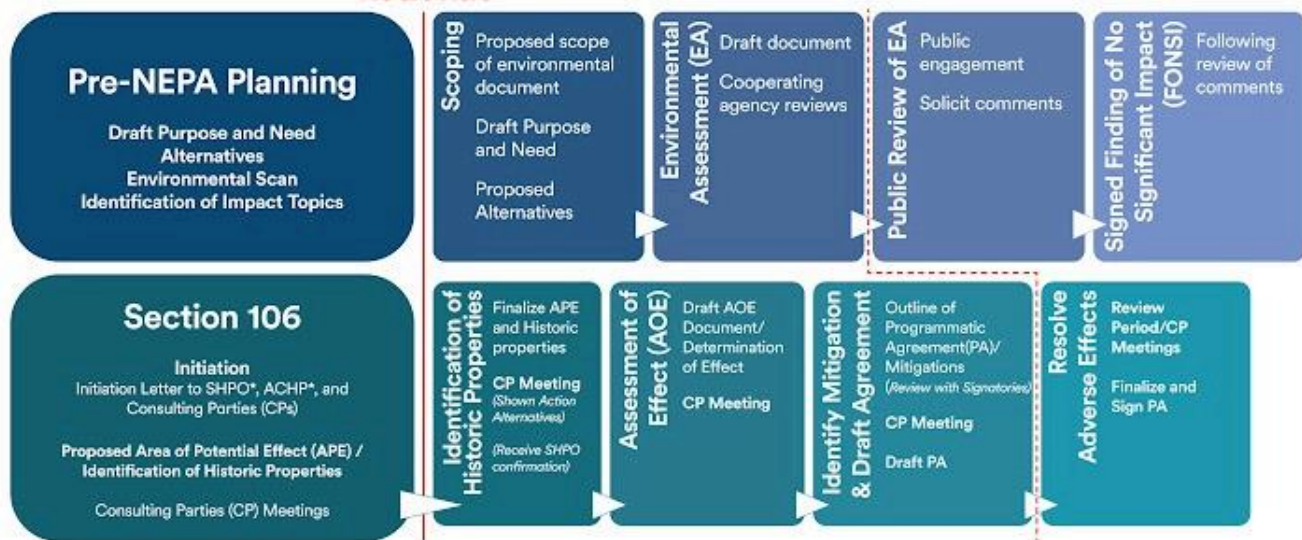 Pre-NEPA Planning
Draft Purpose and Need
Alternatives
Environmental Scan
Identification of Impact Topics
Scoping
Proposed scope
of environmental
document
Draft Purpose
and Need
Proposed
Alternatives
Environmental
Assessment (EA)
Draft document
Cooperating
agency reviews
Public Review of EA
Public
engagement
Solicit comments
Signed Finding of No
Significant Impact
(FONSI)
Following
review of
comments
Section 106
Initiation
Initiation Letter to SHPO*, ACHP*, and
Consulting Parties (CPs)
Proposed Area of Potential Effect (APE) /
Identification of Historic Properties
Consulting Parties (CP) Meetings
Identification of
Historic Properties
Finalize APE
and Historic
properties
CP Meeting
(Shown Action
Alternatives)
(Receive SHPO
confirmation)
Assessment of
Effect (AOE)
Draft AOE
Document/
Determination
of Effect
CP Meeting
Identify Mitigation
& Draft Agreement
Outline of
Programmatic
Agreement(PA)/
Mitigations
(Review with Signatories)
CP Meeting
Draft PA
Resolve
Adverse Effects
Review
Period/CP
Meetings
Finalize and
Sign PA